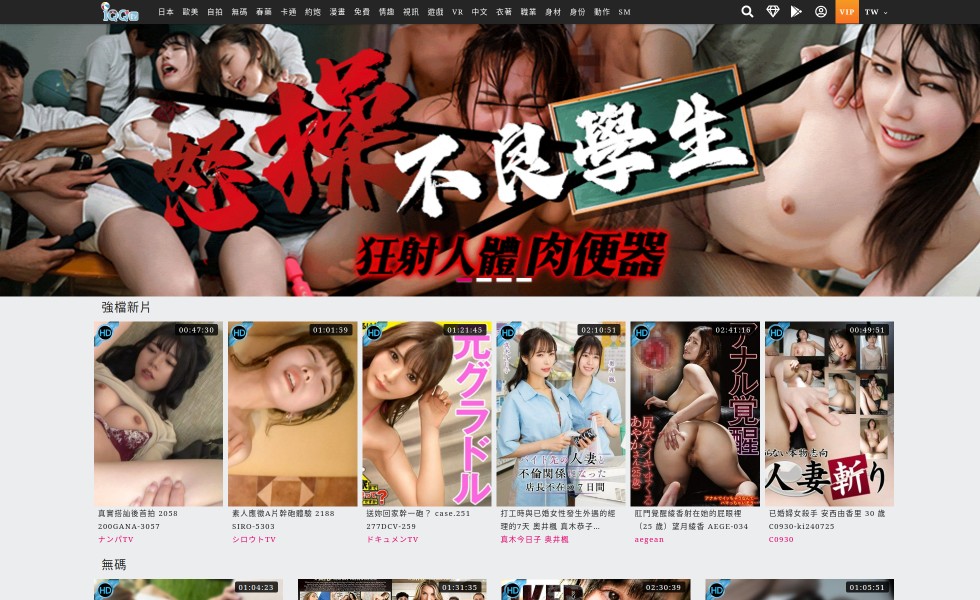 IQQ
日本 歐美 自拍 無碼 春藥 卡通 約炮 漫畫 免費 情趣 視訊 遊戲 VR 中文 衣著 職業 身材 身份 動作 SM
VIP TW
怒操不良學生
狂射人體 肉便器
強檔新片
HD 00:47:30
HD 01:01:59
HD 01:21:45
HD 02:10:51
HD 02:41:16
HD 00:49:51
元グラドル
人妻と
不倫関係になった
店長不在の7日間
アナル覚醒
人妻斬り
真實搭訕後首拍 2058
200GANA-3057
ナンパTV
素人應徵A片幹砲體驗 2188
SIRO-5303
シロウトTV
送妳回家幹一砲？ case.251
277DCV-259
ドキュメンTV
打工時與已婚女性發生外遇的經
理的7天 奧井楓 真木恭子...
真木今日子 奥井楓
肛門覺醒綾香射在她的屁眼裡
（25 歲）望月綾香 AEGE-034
aegean
已婚婦女殺手 安西由香里 30 歲
C0930-ki240725
C0930
無碼
HD 01:04:23
HD 01:31:35
HD 02:30:39
HD 01:05:51